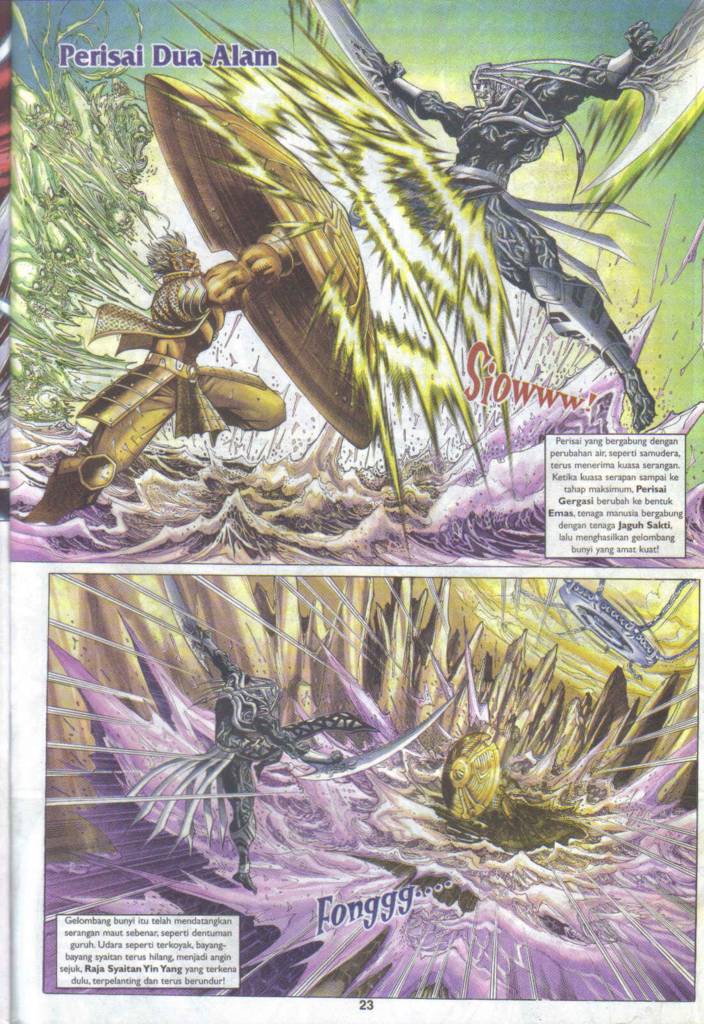 Perisai Dua Alam
Siowww!
Perisai yang bergabung dengan
perubahan air, seperti samudera,
terus menerima kuasa serangan.
Ketika kuasa serapan sampai ke
tahap maksimum, Perisai
Gergasi berubah ke bentuk
Emas, tenaga manusia bergabung
dengan tenaga Jaguh Sakti,
lalu menghasilkan gelombang
bunyi yang amat kuat!
Fonggg....
Gelombang bunyi itu telah mendatangkan
serangan maut sebenar, seperti dentuman
guruh. Udara seperti terkoyak, bayang-
bayang syaitan terus hilang, menjadi angin
sejuk, Raja Syaitan Yin Yang yang terkena
dulu, terpelanting dan terus berundur!
23